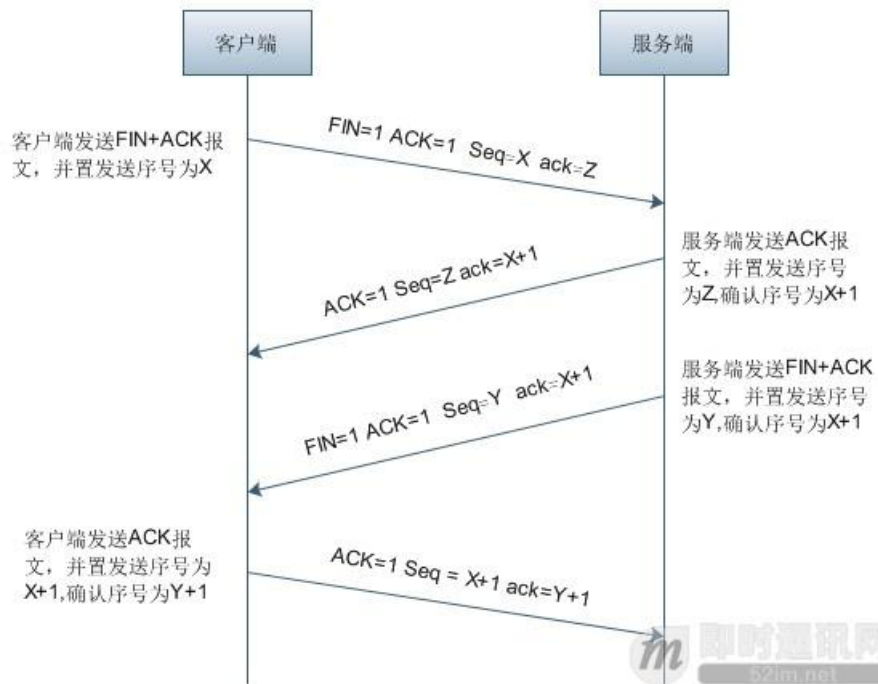 客户端
服务端
客户端发送FIN+ACK报
文，并置发送序号为X
FIN=1 ACK=1 Seq=X ack=Z
服务端发送ACK报
文，并置发送序号
为Z,确认序号为X+1
ACK=1 Seq=Z ack=X+1
服务端发送FIN+ACK
报文，并置发送序号
为Y,确认序号为X+1
FIN=1 ACK=1 Seq=Y ack=X+1
客户端发送ACK报
文，并置发送序号为
X+1,确认序号为Y+1
ACK=1 Seq = X+1 ack=Y+1
m
即时通讯网
52im.net